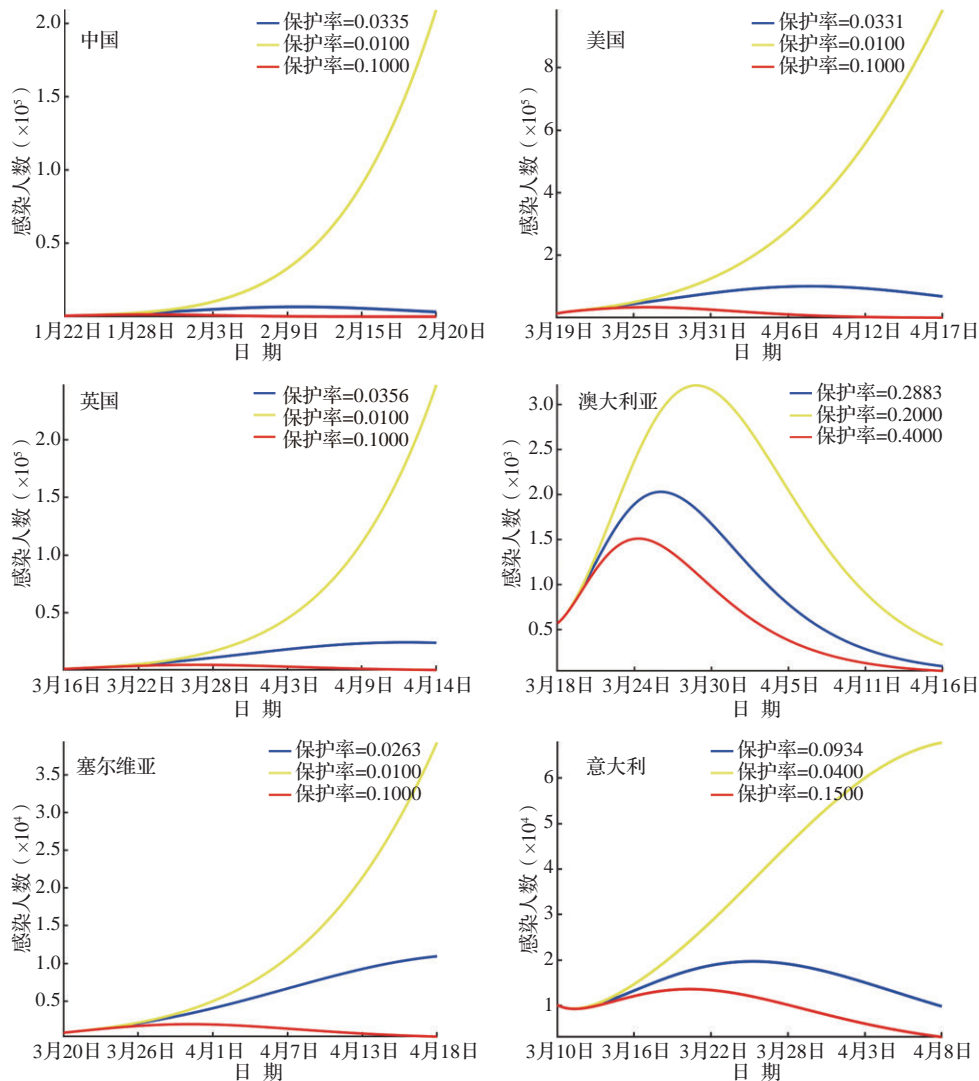 中国
保护率=0.0335
保护率=0.0100
保护率=0.1000
感染人数(×10⁵)
2.0
1.5
1.0
0.5
1月22日 1月28日 2月3日 2月9日 2月15日 2月20日
日 期
美国
保护率=0.0331
保护率=0.0100
保护率=0.1000
感染人数(×10⁵)
8
6
4
2
3月19日 3月25日 3月31日 4月6日 4月12日 4月17日
日 期
英国
保护率=0.0356
保护率=0.0100
保护率=0.1000
感染人数(×10⁵)
2.0
1.5
1.0
0.5
3月16日 3月22日 3月28日 4月3日 4月9日 4月14日
日 期
澳大利亚
保护率=0.2883
保护率=0.2000
保护率=0.4000
感染人数(×10³)
3.0
2.5
2.0
1.5
1.0
0.5
3月18日 3月24日 3月30日 4月5日 4月11日 4月16日
日 期
塞尔维亚
保护率=0.0263
保护率=0.0100
保护率=0.1000
感染人数(×10⁴)
3.5
3.0
2.5
2.0
1.5
1.0
0.5
3月20日 3月26日 4月1日 4月7日 4月13日 4月18日
日 期
意大利
保护率=0.0934
保护率=0.0400
保护率=0.1500
感染人数(×10⁴)
6
5
4
3
2
1
3月10日 3月16日 3月22日 3月28日 4月3日 4月8日
日 期